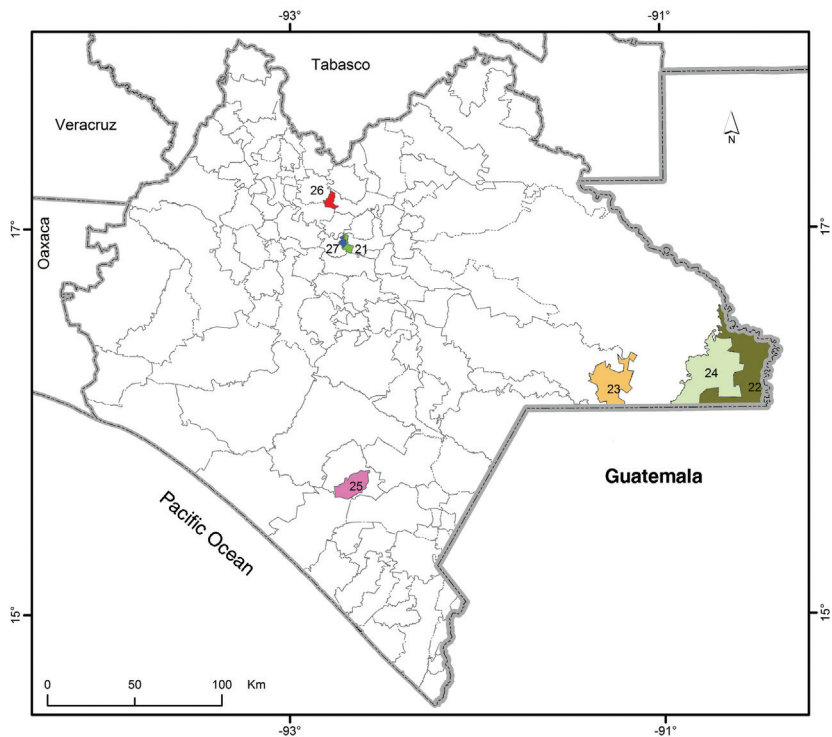 -93°
-91°
Tabasco
Veracruz
N
26
17°
17°
Oaxaca
27
21
24
22
23
Guatemala
25
Pacific Ocean
15°
15°
0 50 100 Km
-93°
-91°